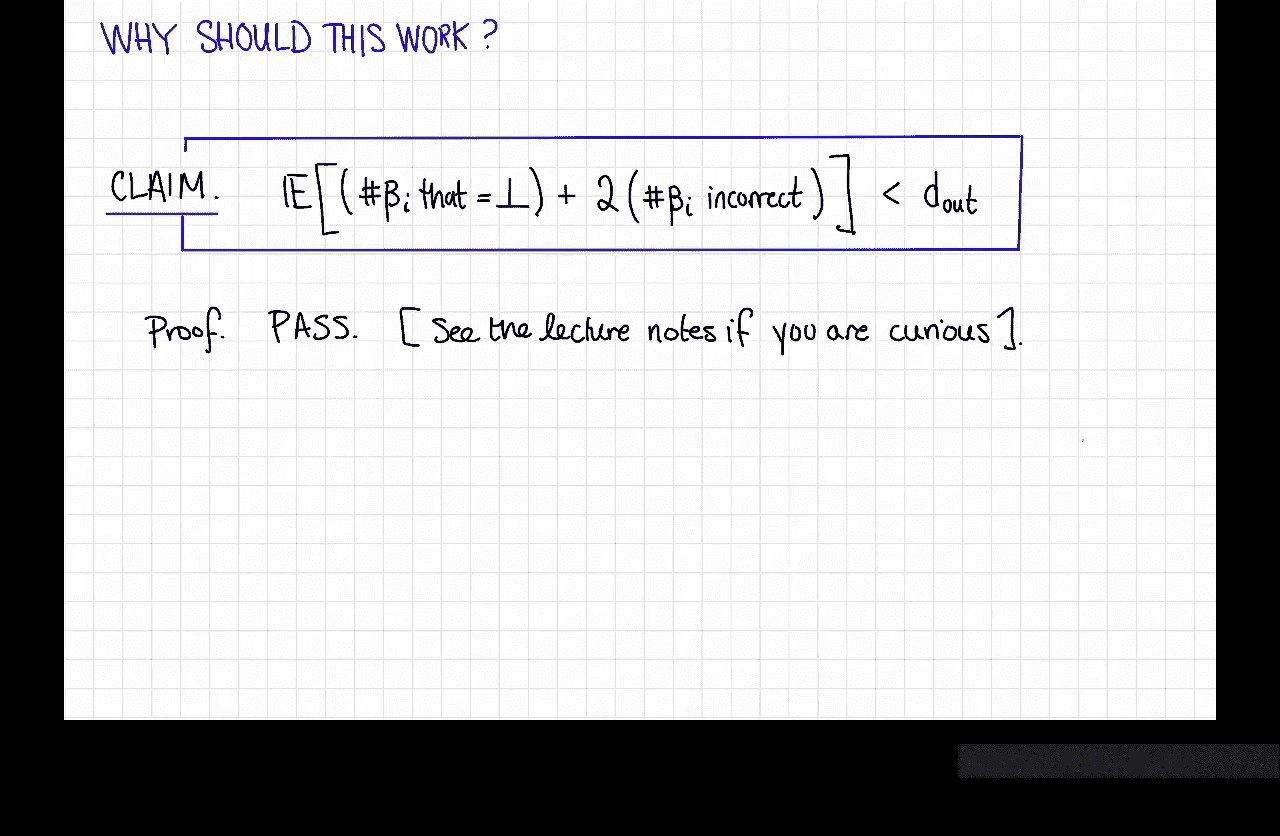 WHY SHOULD THIS WORK?
CLAIM. 𝔼[(#βᵢ that = ⊥) + 2(#βᵢ incorrect)] < d_out
Proof. PASS. [See the lecture notes if you are curious].